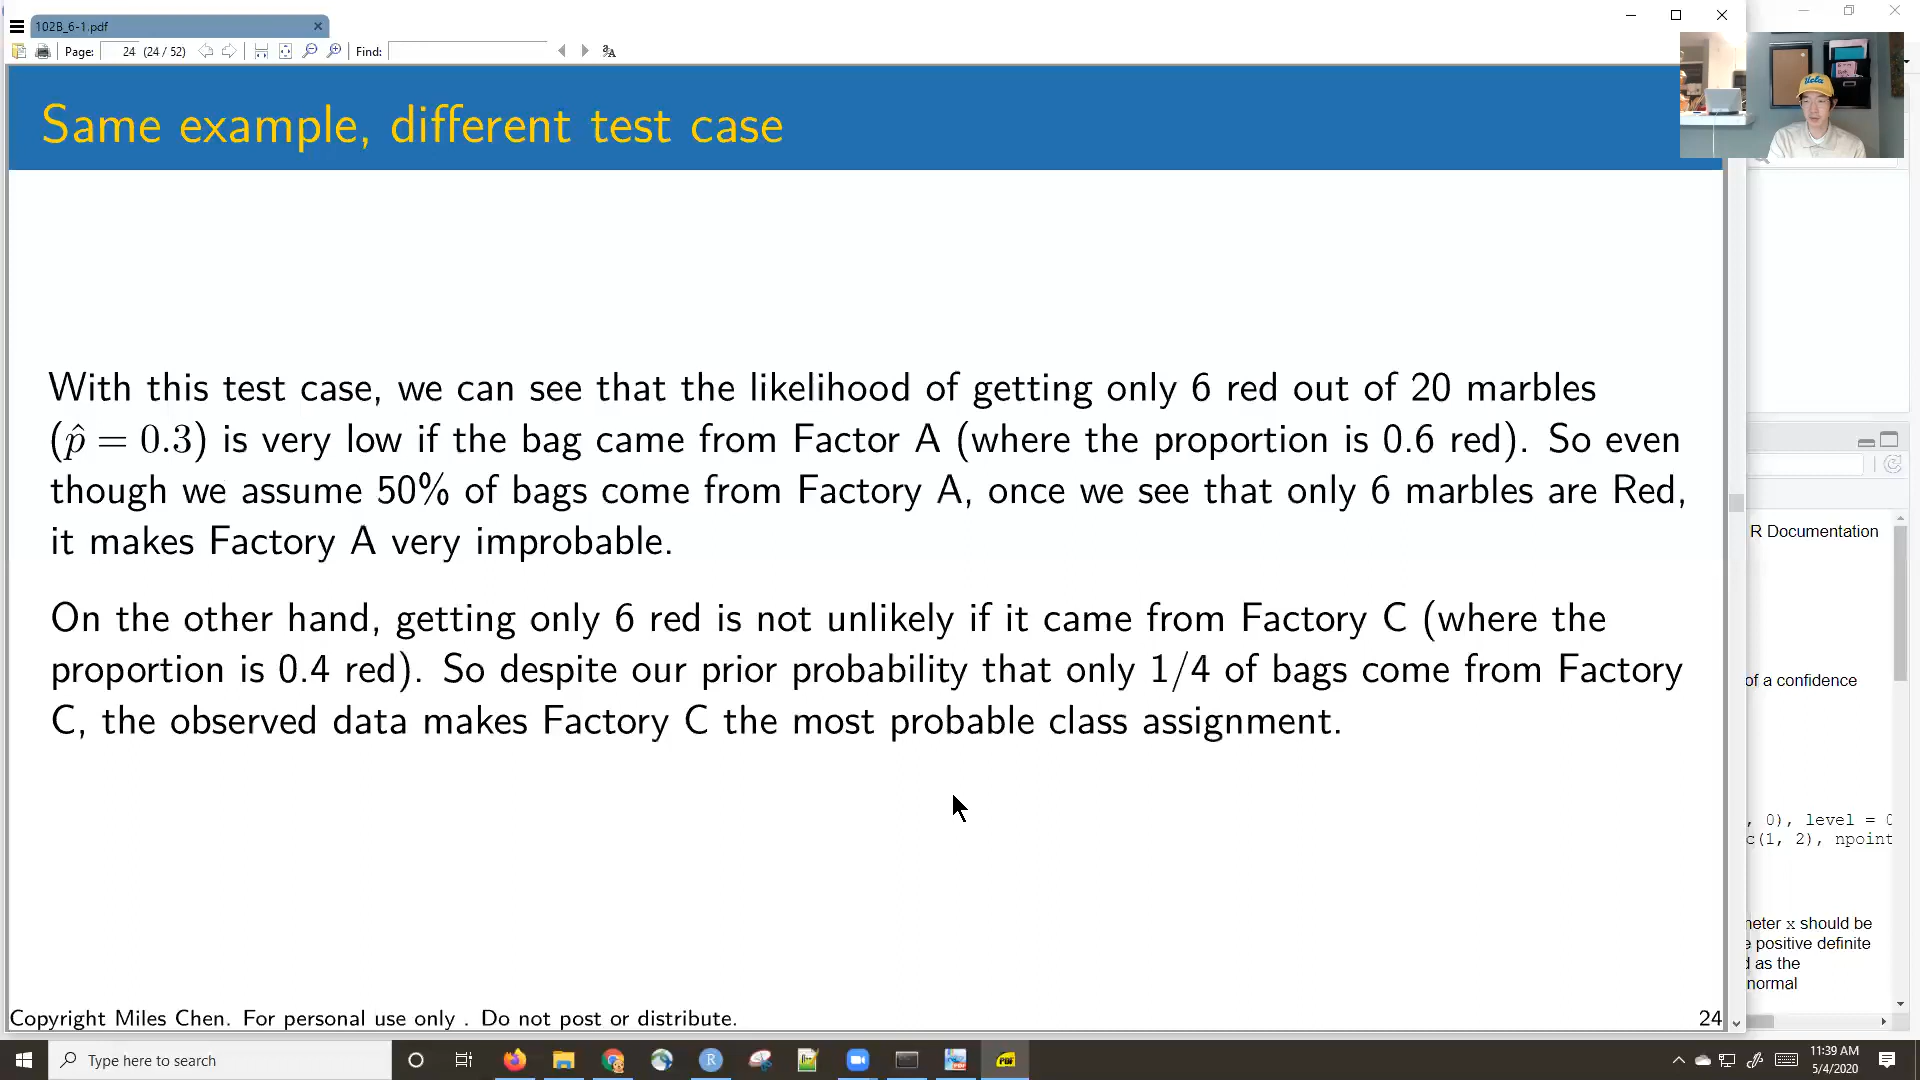 102B_6-1.pdf
Page: 24 (24 / 52) Find:
Same example, different test case
With this test case, we can see that the likelihood of getting only 6 red out of 20 marbles
(p̂ = 0.3) is very low if the bag came from Factor A (where the proportion is 0.6 red). So even
though we assume 50% of bags come from Factory A, once we see that only 6 marbles are Red,
it makes Factory A very improbable.
On the other hand, getting only 6 red is not unlikely if it came from Factory C (where the
proportion is 0.4 red). So despite our prior probability that only 1/4 of bags come from Factory
C, the observed data makes Factory C the most probable class assignment.
Copyright Miles Chen. For personal use only . Do not post or distribute.
24
R Documentation
of a confidence
, 0), level = 0
c(1, 2), npoint
neter x should be
e positive definite
d as the
normal
Type here to search
11:39 AM
5/4/2020